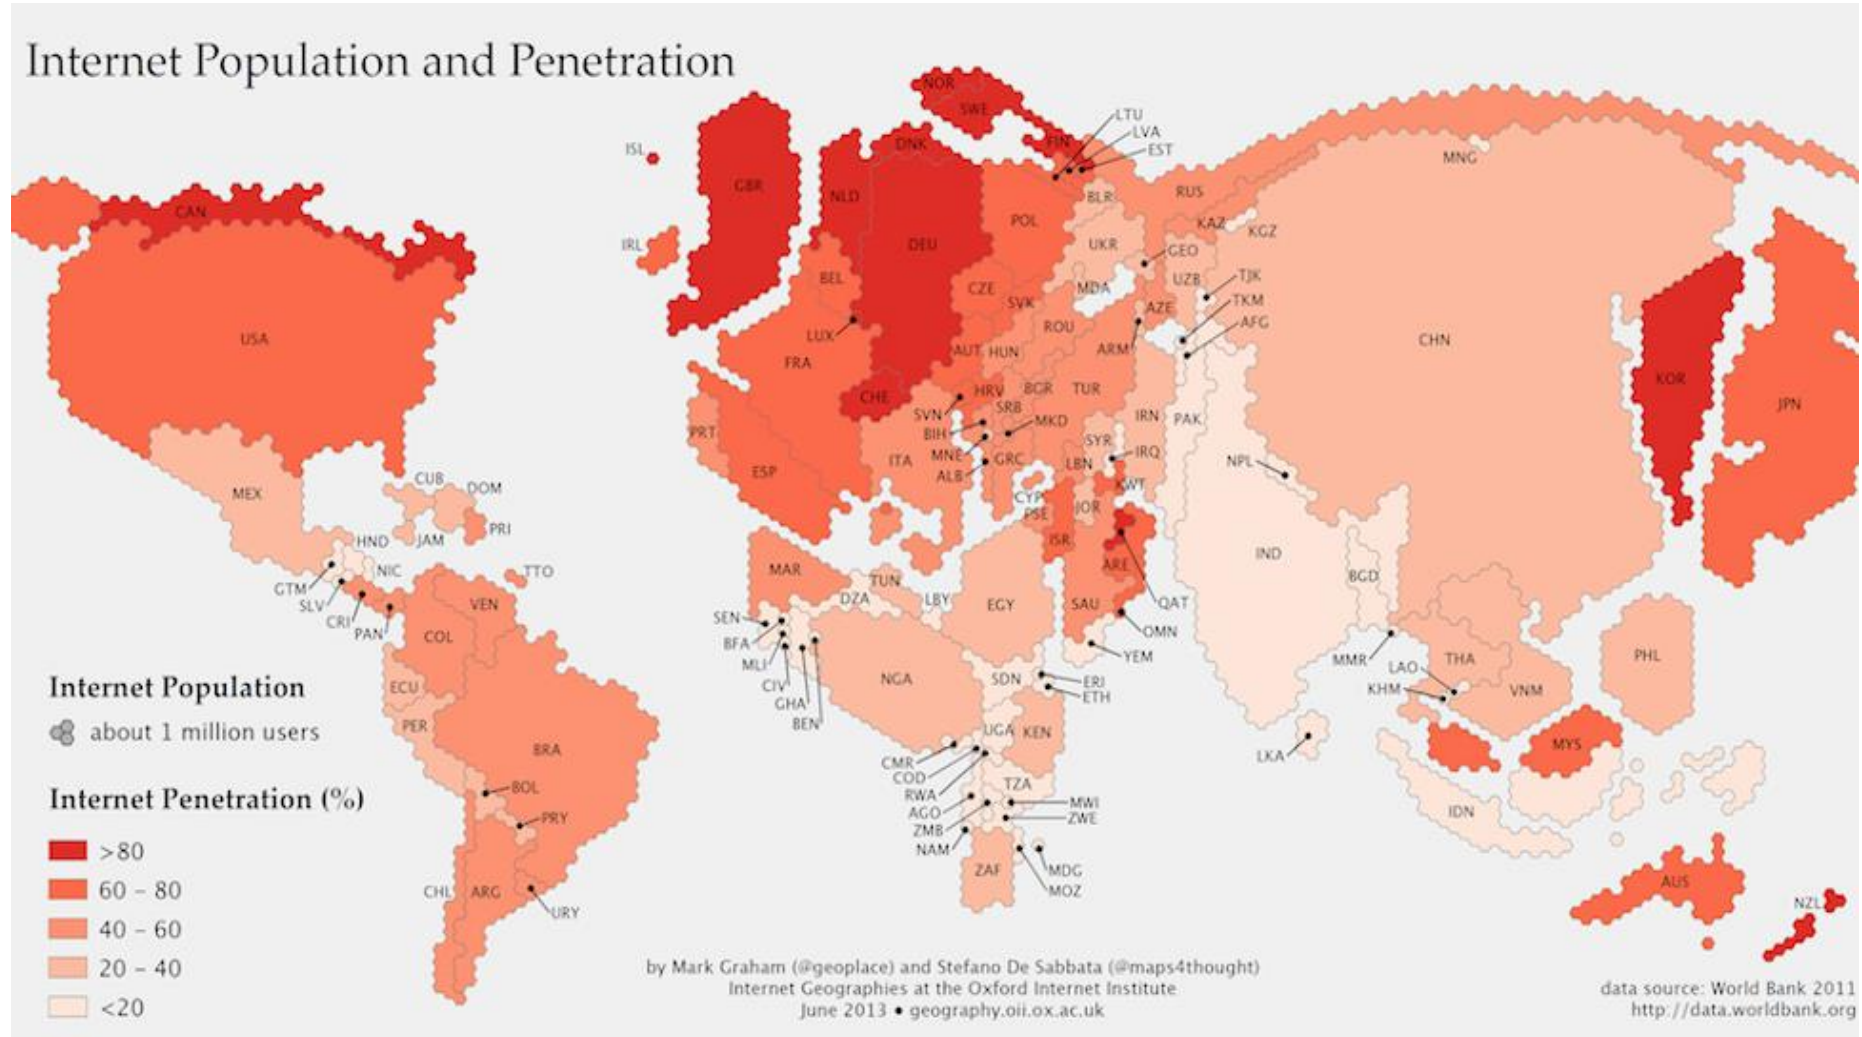 Internet Population and Penetration
ISL
IRL
GBR
NLD
DNK
DEU
NOR
SWE
FIN
LTU
LVA
EST
CAN
USA
BEL
LUX
FRA
CHE
POL
CZE
SVK
AUT
HUN
ROU
BLR
UKR
MDA
RUS
KAZ
KGZ
MNG
GEO
UZB
TJK
TKM
AFG
AZE
ARM
CHN
KOR
JPN
PRT
ESP
ITA
SVN
HRV
BIH
SRB
BGR
MKD
MNE
ALB
GRC
TUR
IRN
PAK
SYR
IRQ
LBN
NPL
CYP
PSE
JOR
KWT
ISR
ARE
SAU
QAT
OMN
YEM
MEX
CUB
DOM
PRI
JAM
HND
NIC
GTM
SLV
CRI
PAN
TTO
VEN
COL
ECU
PER
BRA
BOL
PRY
CHL
ARG
URY
MAR
TUN
DZA
LBY
EGY
SEN
BFA
MLI
CIV
GHA
BEN
NGA
SDN
ERI
ETH
UGA
KEN
CMR
COD
RWA
TZA
AGO
ZMB
NAM
MWI
ZWE
ZAF
MDG
MOZ
IND
BGD
LKA
MMR
LAO
KHM
THA
VNM
PHL
MYS
IDN
AUS
NZL
Internet Population
about 1 million users
Internet Penetration (%)
>80
60 – 80
40 – 60
20 – 40
<20
by Mark Graham (@geoplace) and Stefano De Sabbata (@maps4thought)
Internet Geographies at the Oxford Internet Institute
June 2013 • geography.oii.ox.ac.uk
data source: World Bank 2011
http://data.worldbank.org